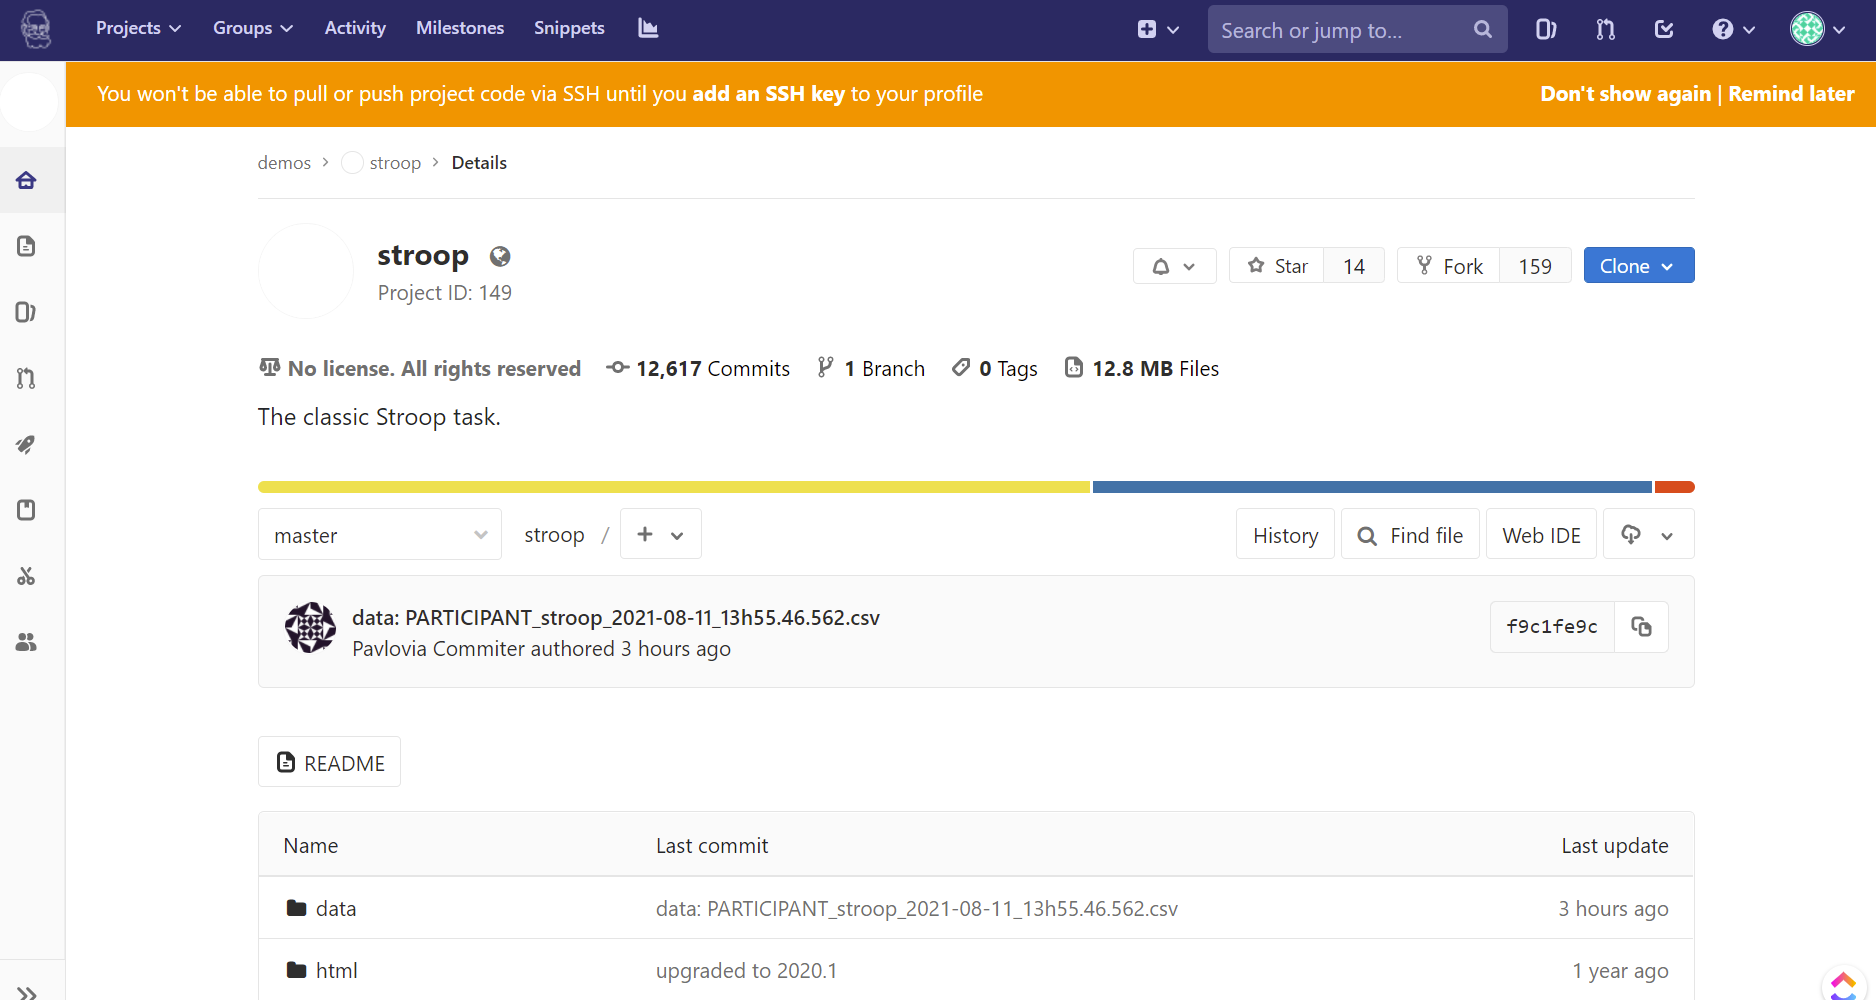 Projects Groups Activity Milestones Snippets Search or jump to...
You won't be able to pull or push project code via SSH until you add an SSH key to your profile Don't show again | Remind later
demos > stroop > Details
stroop
Project ID: 149
Star 14 Fork 159 Clone
No license. All rights reserved 12,617 Commits 1 Branch 0 Tags 12.8 MB Files
The classic Stroop task.
master stroop / + History Find file Web IDE
data: PARTICIPANT_stroop_2021-08-11_13h55.46.562.csv
Pavlovia Commiter authored 3 hours ago
f9c1fe9c
README
Name Last commit Last update
data data: PARTICIPANT_stroop_2021-08-11_13h55.46.562.csv 3 hours ago
html upgraded to 2020.1 1 year ago